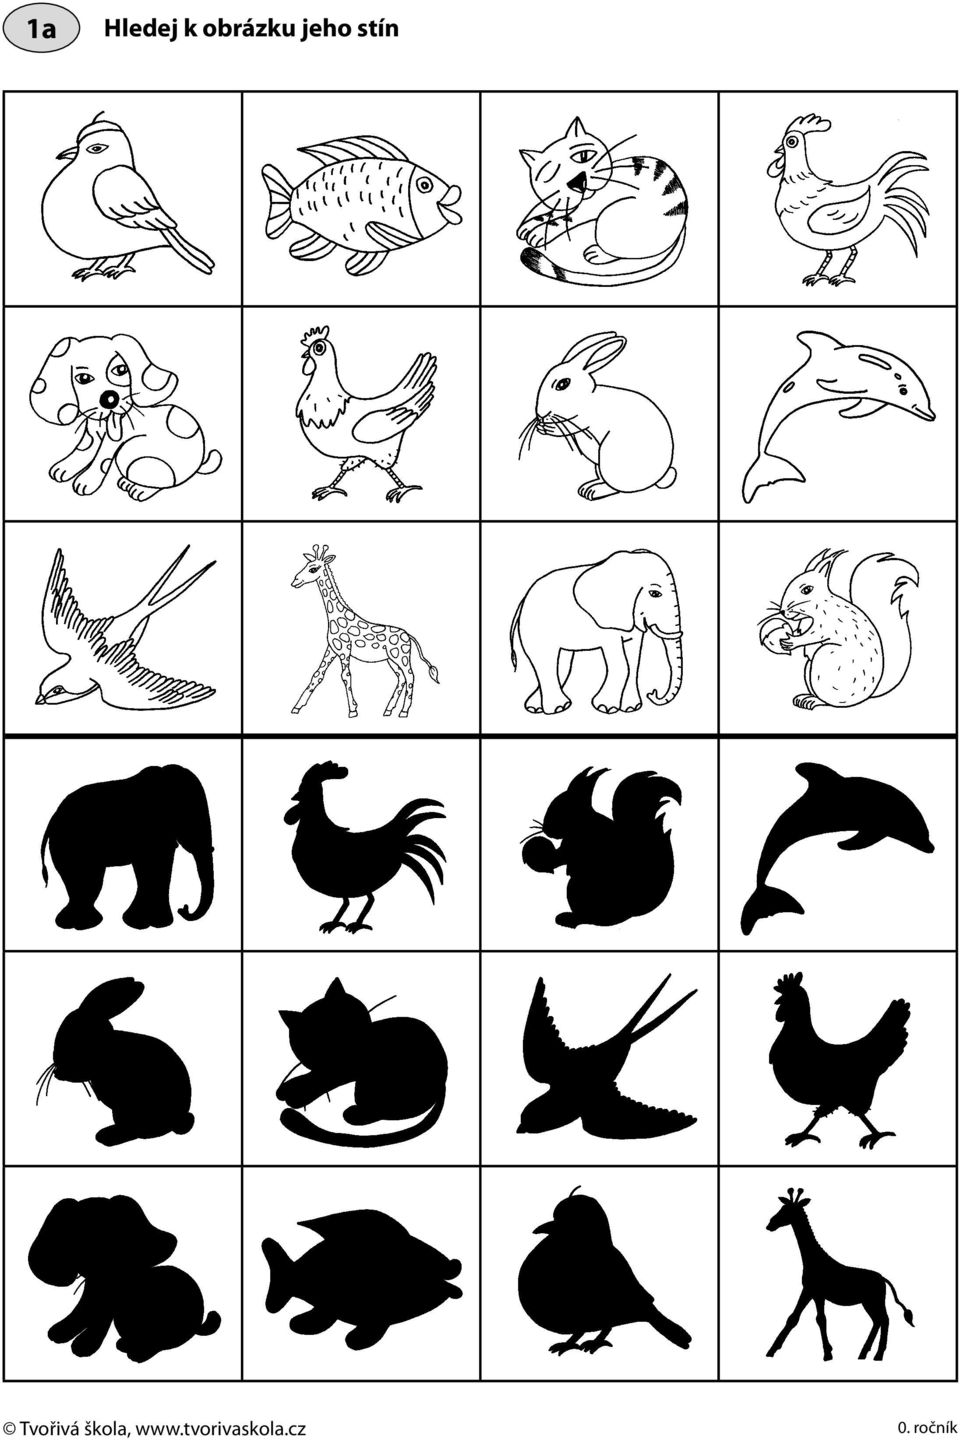 1a
Hledej k obrázku jeho stín
© Tvořivá škola, www.tvorivaskola.cz
0. ročník